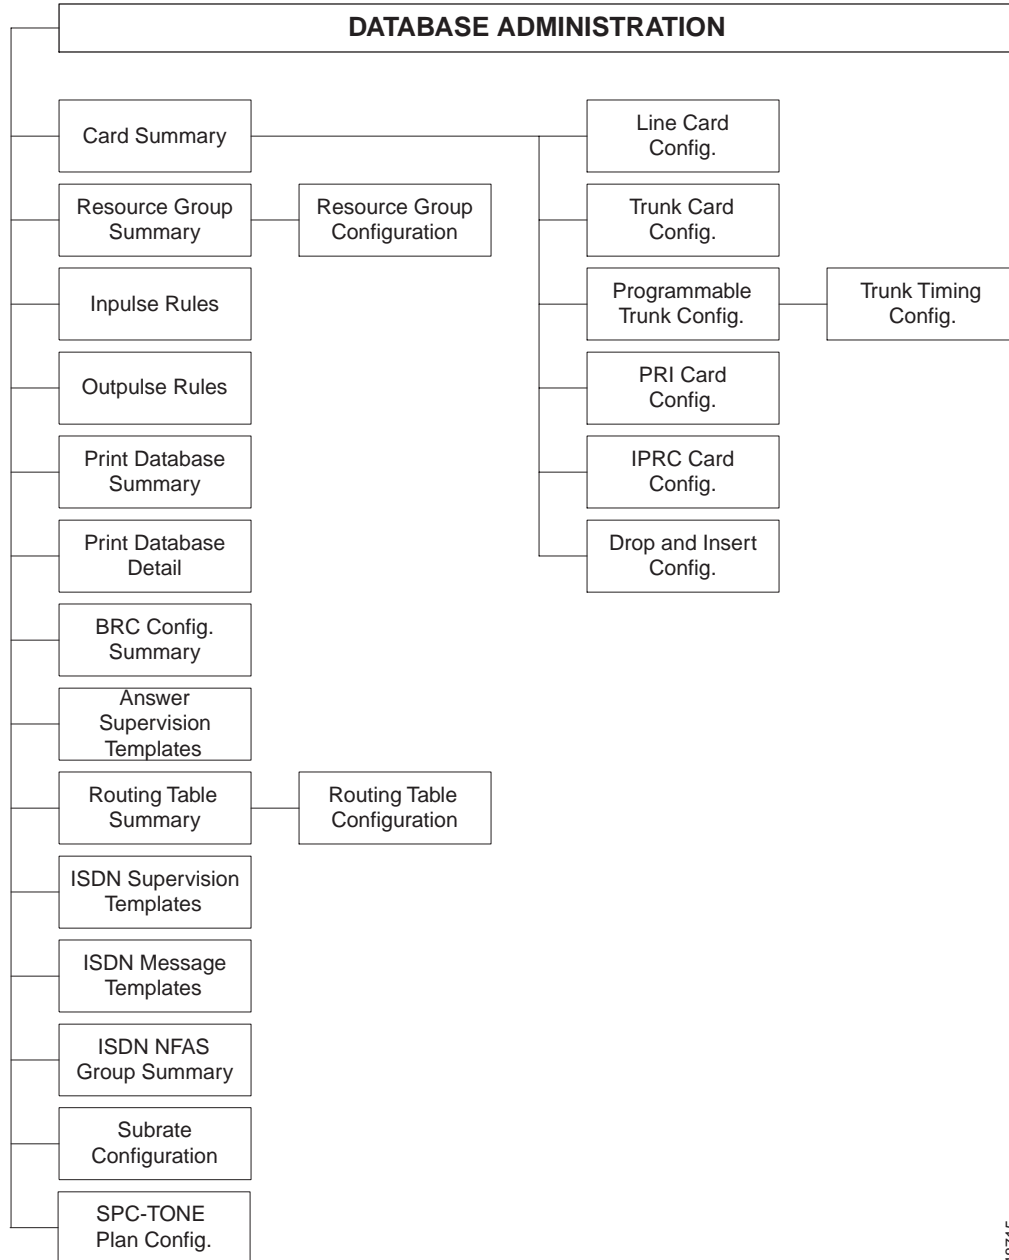 DATABASE ADMINISTRATION
Card Summary
Line Card
Config.
Resource Group
Summary
Resource Group
Configuration
Trunk Card
Config.
Inpulse Rules
Programmable
Trunk Config.
Trunk Timing
Config.
Outpulse Rules
PRI Card
Config.
Print Database
Summary
IPRC Card
Config.
Print Database
Detail
Drop and Insert
Config.
BRC Config.
Summary
Answer
Supervision
Templates
Routing Table
Summary
Routing Table
Configuration
ISDN Supervision
Templates
ISDN Message
Templates
ISDN NFAS
Group Summary
Subrate
Configuration
SPC-TONE
Plan Config.